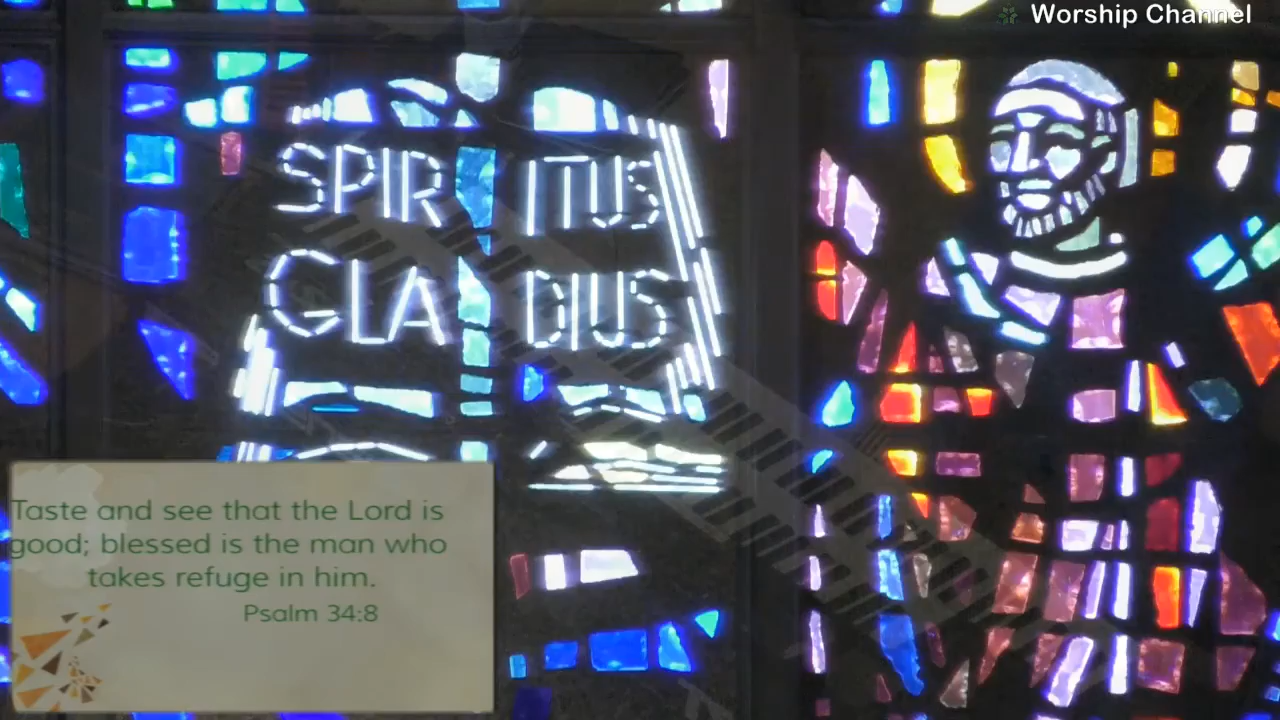 Worship Channel
SPIRITUS
GLADIUS
Taste and see that the Lord is
good; blessed is the man who
takes refuge in him.
Psalm 34:8